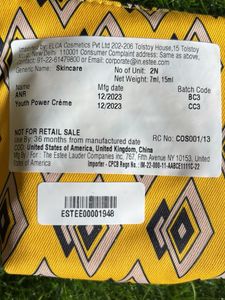 Imported by: ELCA Cosmetics Pvt Ltd 202-206 Tolstoy House,15 Tolstoy
Road, New Delhi 110001 Consumer Complaint address: Same as
contact: 91-22-61479800 or Email: corporate@in.estee.com
Generic Name: Skincare
No of Unit: 2N
Net Weight: 7ml, 15ml
Name Mfg date Batch Code
ANR 12/2023 BC3
Youth Power Crème 12/2023 CC3
NOT FOR RETAIL SALE
Use By: 36 months from manufactured date RC No: COS001/13
COO: United States of America, United Kingdom, China
Mfg. by: The Estee Lauder Companies inc, 767, Fifth Avenue NY 10153, United
States of America
Importer - CPCB Regn No.:
ESTEE00001948